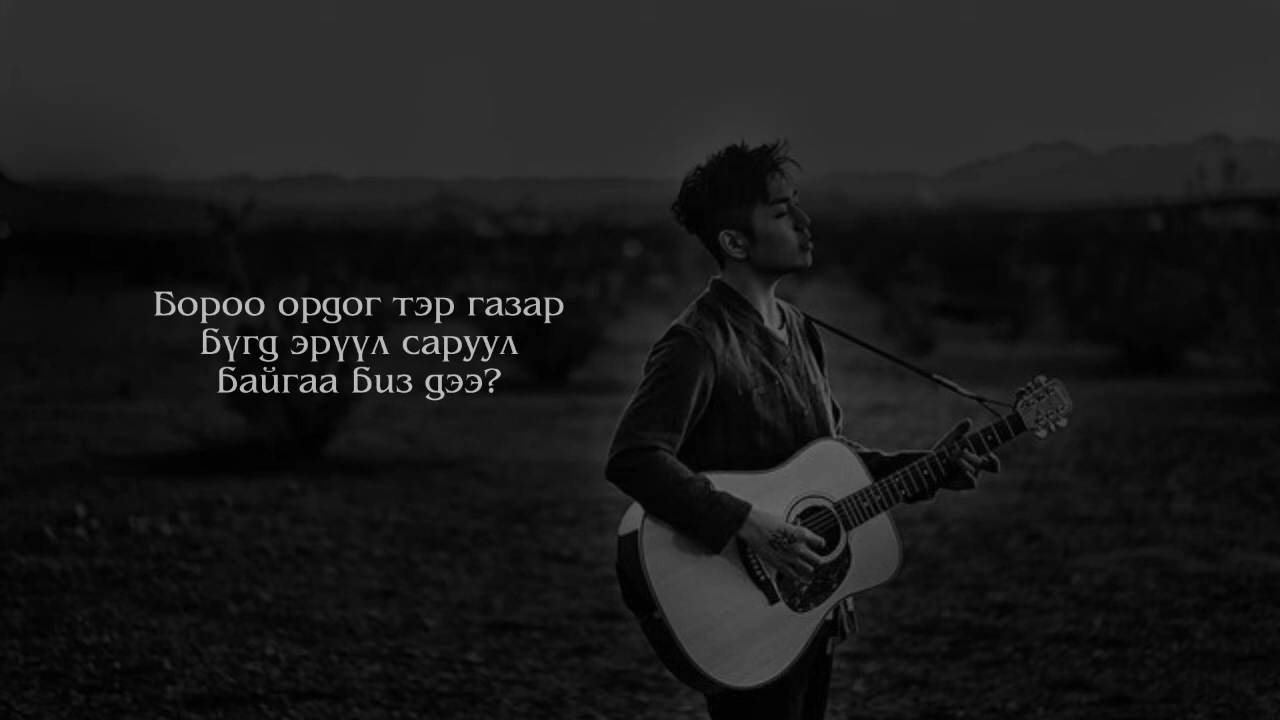 Бороо ордог тэр газар
бүгд эрүүл саруул
байгаа биз дээ?